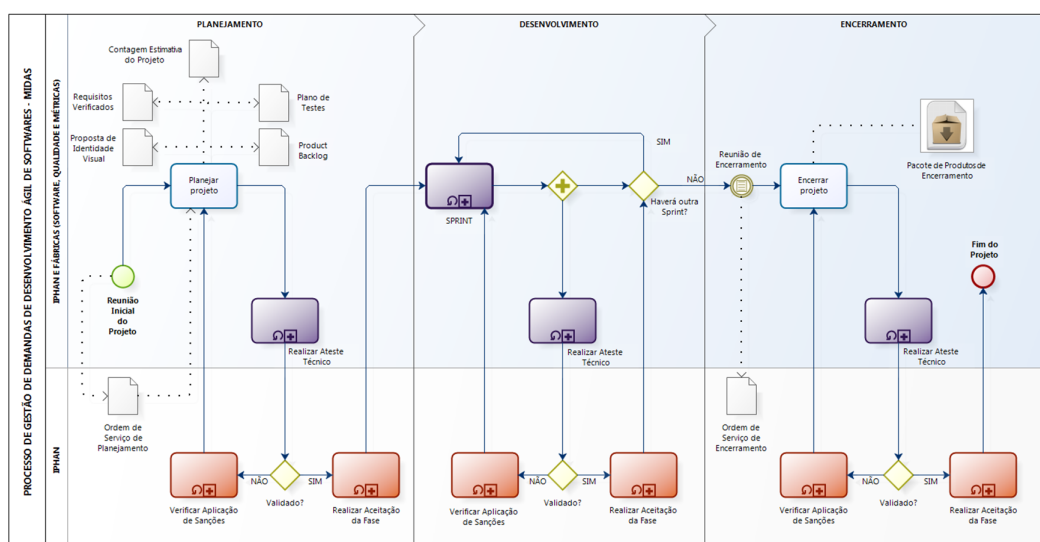 PROCESSO DE GESTÃO DE DEMANDAS DE DESENVOLVIMENTO ÁGIL DE SOFTWARES - MIDAS
IPHAN E FÁBRICAS (SOFTWARE, QUALIDADE E MÉTRICAS)
IPHAN
PLANEJAMENTO
DESENVOLVIMENTO
ENCERRAMENTO
Contagem Estimativa
do Projeto
Requisitos
Verificados
Plano de
Testes
Proposta de
Identidade
Visual
Product
Backlog
Planejar
projeto
Reunião
Inicial
do
Projeto
Realizar Ateste
Técnico
Ordem de
Serviço de
Planejamento
NÃO
SIM
Validado?
Verificar Aplicação
de Sanções
Realizar Aceitação
da Fase
SIM
SPRINT
NÃO
Haverá outra
Sprint?
Realizar Ateste
Técnico
NÃO
SIM
Validado?
Verificar Aplicação
de Sanções
Realizar Aceitação
da Fase
Reunião de
Encerramento
Encerrar
projeto
Pacote de Produtos de
Encerramento
Fim do
Projeto
Realizar Ateste
Técnico
Ordem de
Serviço de
Encerramento
NÃO
SIM
Validado?
Verificar Aplicação
de Sanções
Realizar Aceitação
da Fase